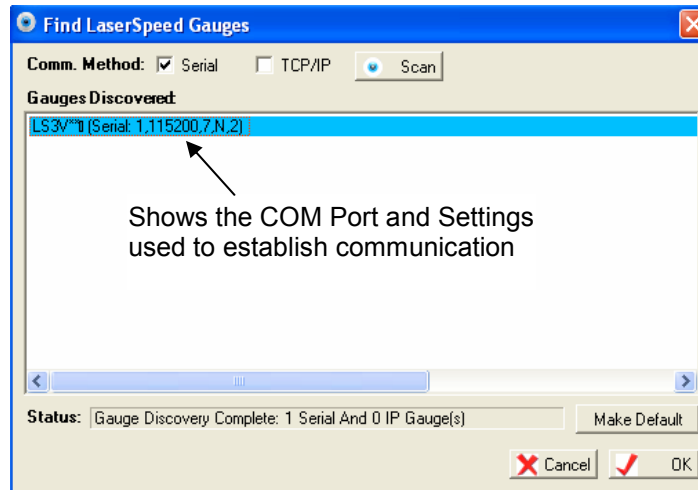 Find LaserSpeed Gauges
Comm. Method: Serial TCP/IP Scan
Gauges Discovered:
(Serial: 1,115200,7,N,2)
Shows the COM Port and Settings
used to establish communication
Status: Gauge Discovery Complete: 1 Serial And 0 IP Gauge(s) Make Default
Cancel OK